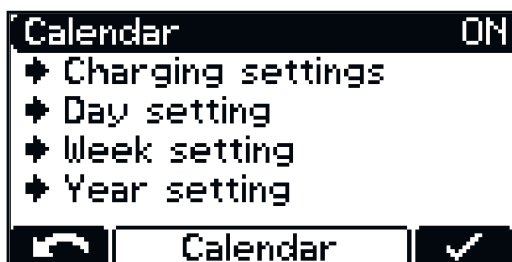 Calendar ON
Charging settings
Day setting
Week setting
Year setting
Calendar